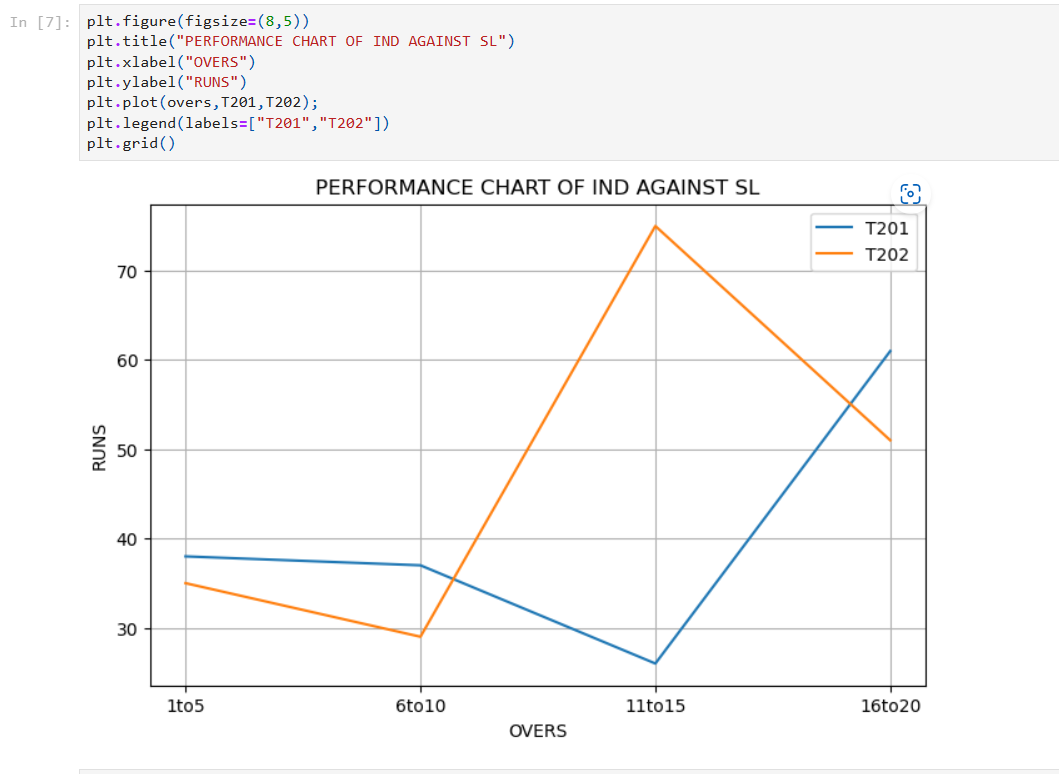 In [7]:
plt.figure(figsize=(8,5))
plt.title("PERFORMANCE CHART OF IND AGAINST SL")
plt.xlabel("OVERS")
plt.ylabel("RUNS")
plt.plot(overs,T201,T202);
plt.legend(labels=["T201","T202"])
plt.grid()
PERFORMANCE CHART OF IND AGAINST SL
T201
T202
70
60
50
40
30
RUNS
1to5 6to10 11to15 16to20
OVERS